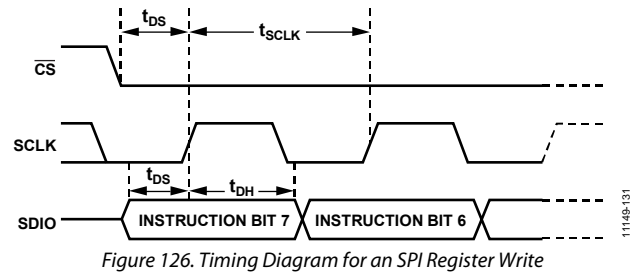 tDS
tSCLK
CS
SCLK
tDS
tDH
SDIO
INSTRUCTION BIT 7
INSTRUCTION BIT 6
11149-131
Figure 126. Timing Diagram for an SPI Register Write